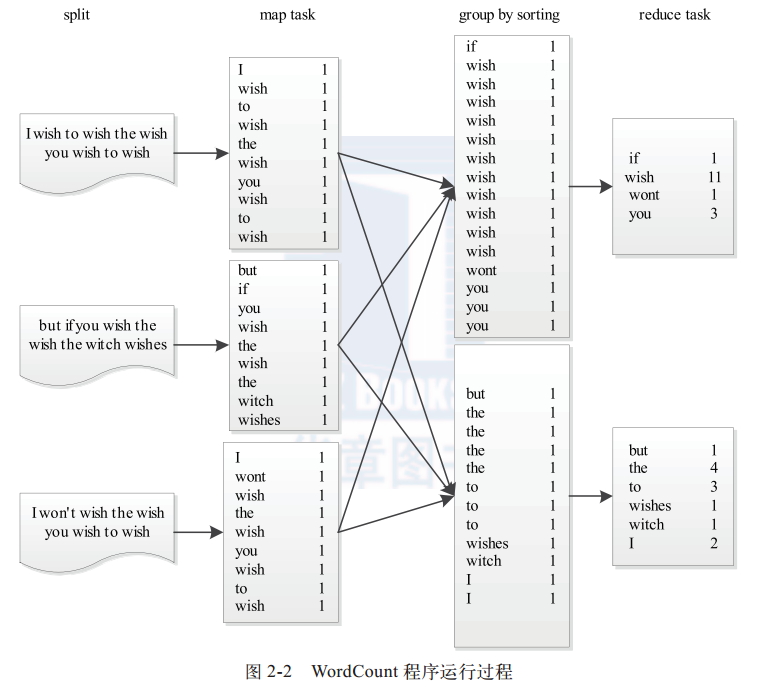 split
map task
group by sorting
reduce task
I wish to wish the wish
you wish to wish
but if you wish the
wish the witch wishes
I won't wish the wish
you wish to wish
I 1
wish 1
to 1
wish 1
the 1
wish 1
you 1
wish 1
to 1
wish 1
but 1
if 1
you 1
wish 1
the 1
wish 1
the 1
witch 1
wishes 1
I 1
wont 1
wish 1
the 1
wish 1
you 1
wish 1
to 1
wish 1
if 1
wish 1
wish 1
wish 1
wish 1
wish 1
wish 1
wish 1
wish 1
wish 1
wish 1
wish 1
wont 1
you 1
you 1
you 1
but 1
the 1
the 1
the 1
the 1
to 1
to 1
to 1
wishes 1
witch 1
I 1
I 1
if 1
wish 11
wont 1
you 3
but 1
the 4
to 3
wishes 1
witch 1
I 2
图 2-2 WordCount 程序运行过程